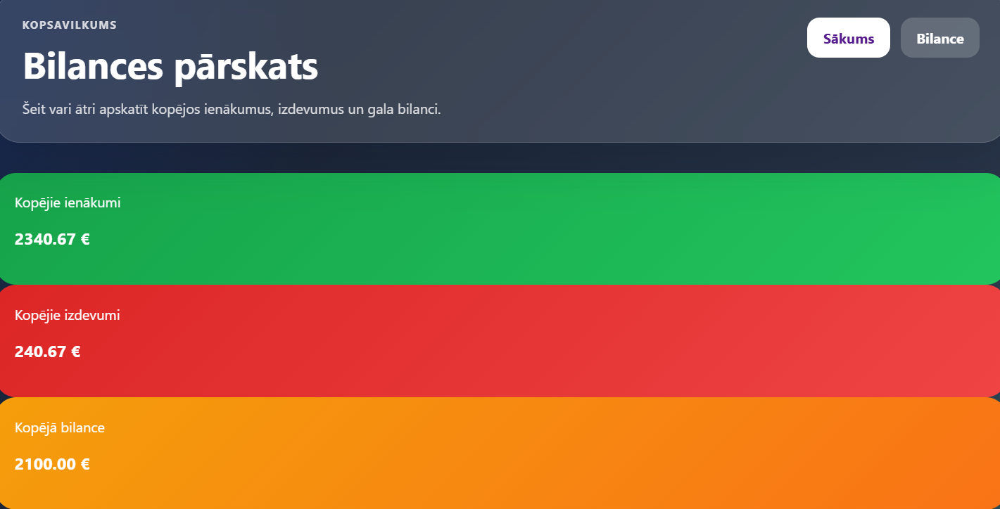 KOPSAVILKUMS
Bilances pārskats
Šeit vari ātri apskatīt kopējos ienākumus, izdevumus un gala bilanci.
Sākums
Bilance
Kopējie ienākumi
2340.67 €
Kopējie izdevumi
240.67 €
Kopējā bilance
2100.00 €